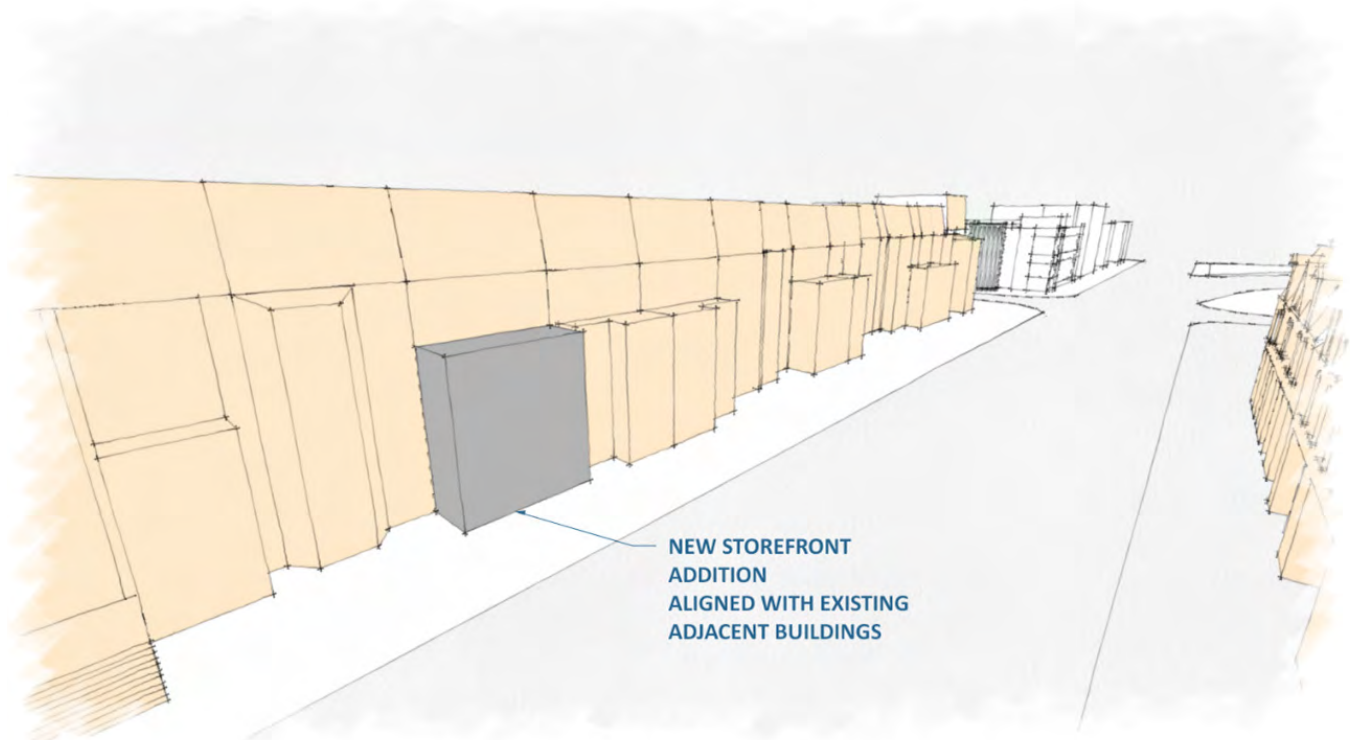 NEW STOREFRONT
ADDITION
ALIGNED WITH EXISTING
ADJACENT BUILDINGS